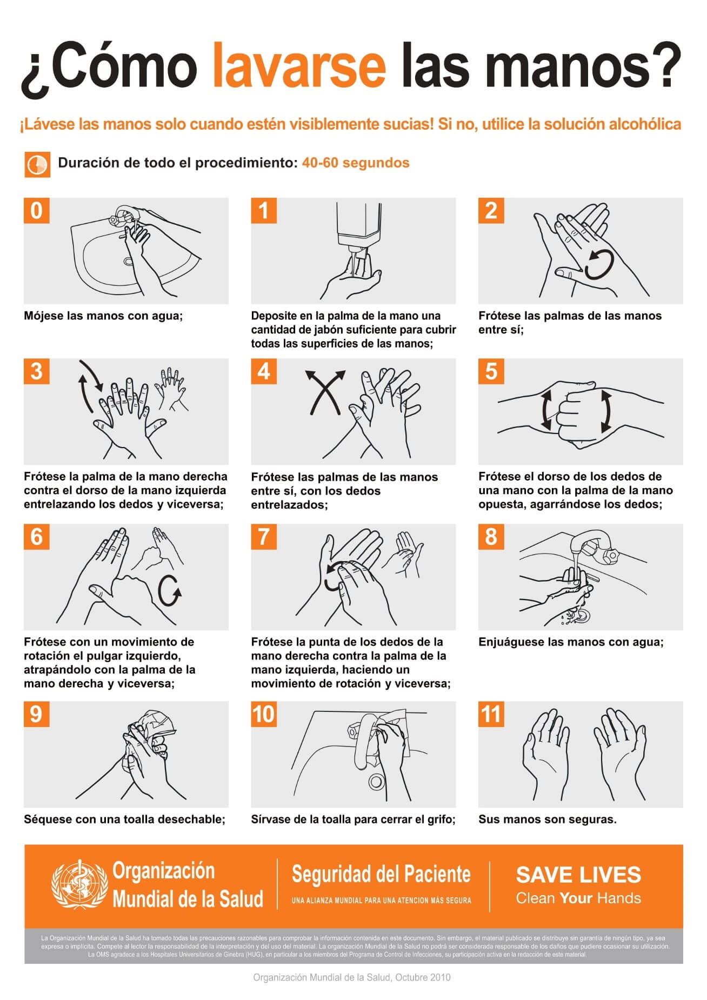 ¿Cómo lavarse las manos?
¡Lávese las manos solo cuando estén visiblemente sucias! Si no, utilice la solución alcohólica
Duración de todo el procedimiento: 40-60 segundos
0
Mójese las manos con agua;
1
Deposite en la palma de la mano una
cantidad de jabón suficiente para cubrir
todas las superficies de las manos;
2
Frótese las palmas de las manos
entre sí;
3
Frótese la palma de la mano derecha
contra el dorso de la mano izquierda
entrelazando los dedos y viceversa;
4
Frótese las palmas de las manos
entre sí, con los dedos
entrelazados;
5
Frótese el dorso de los dedos de
una mano con la palma de la mano
opuesta, agarrándose los dedos;
6
Frótese con un movimiento de
rotación el pulgar izquierdo,
atrapándolo con la palma de la
mano derecha y viceversa;
7
Frótese la punta de los dedos de la
mano derecha contra la palma de la
mano izquierda, haciendo un
movimiento de rotación y viceversa;
8
Enjuáguese las manos con agua;
9
Séquese con una toalla desechable;
10
Sírvase de la toalla para cerrar el grifo;
11
Sus manos son seguras.
Organización
Mundial de la Salud
Seguridad del Paciente
UNA ALIANZA MUNDIAL PARA UNA ATENCION MÁS SEGURA
SAVE LIVES
Clean Your Hands
La Organización Mundial de la Salud ha tomado todas las precauciones razonables para comprobar la información contenida en este documento. Sin embargo, el material publicado se distribuye sin garantía de ningún tipo, ya sea
expresa o implícita. Compete al lector la responsabilidad de la interpretación y del uso del material. La organización Mundial de la Salud no podrá ser considerada responsable de los daños que pudiere ocasionar su utilización.
La OMS agradece a los Hospitales Universitarios de Ginebra (HUG), en particular a los miembros del Programa de Control de Infecciones, su participación activa en la redacción de este material.
Organización Mundial de la Salud, Octubre 2010